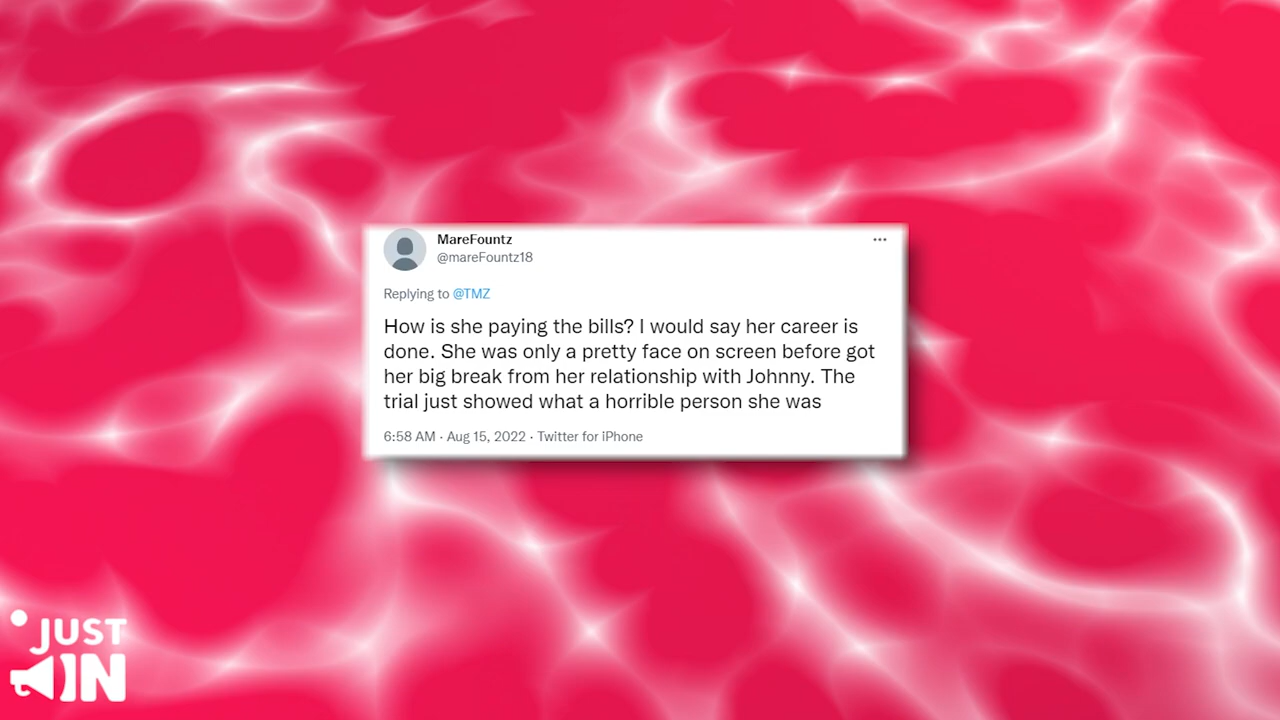 MareFountz
@mareFountz18
Replying to @TMZ
How is she paying the bills? I would say her career is
done. She was only a pretty face on screen before got
her big break from her relationship with Johnny. The
trial just showed what a horrible person she was
6:58 AM · Aug 15, 2022 · Twitter for iPhone
JUST
IN